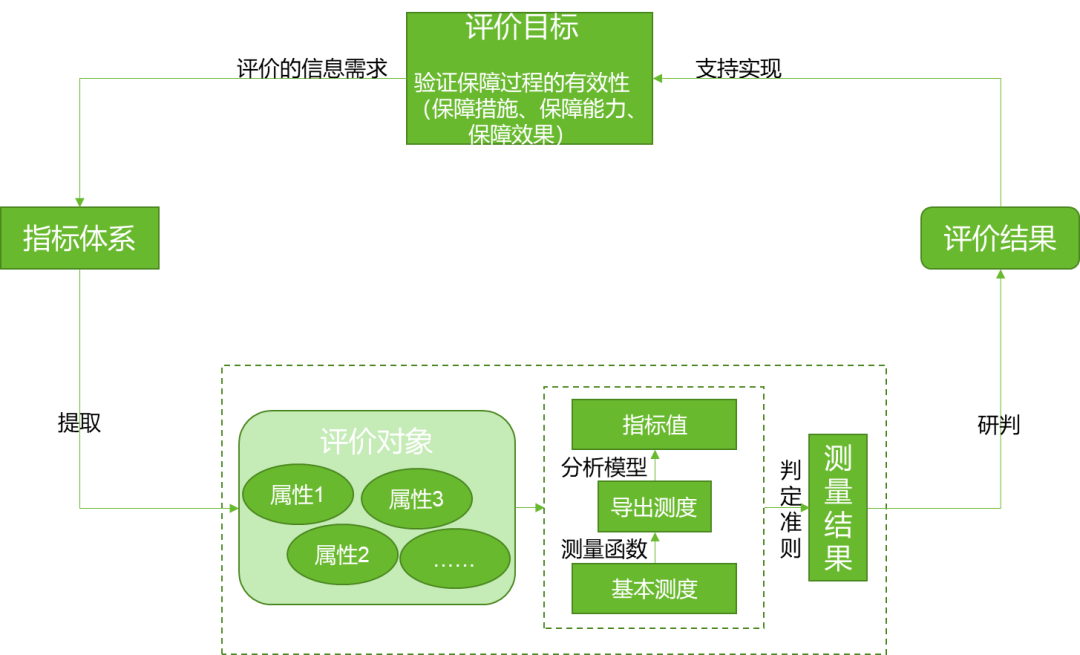 评价目标
评价的信息需求
支持实现
验证保障过程的有效性
（保障措施、保障能力、
保障效果）
指标体系
评价结果
提取
研判
评价对象
属性1
属性3
属性2
……
指标值
分析模型
导出测度
测量函数
基本测度
判定准则
测量结果